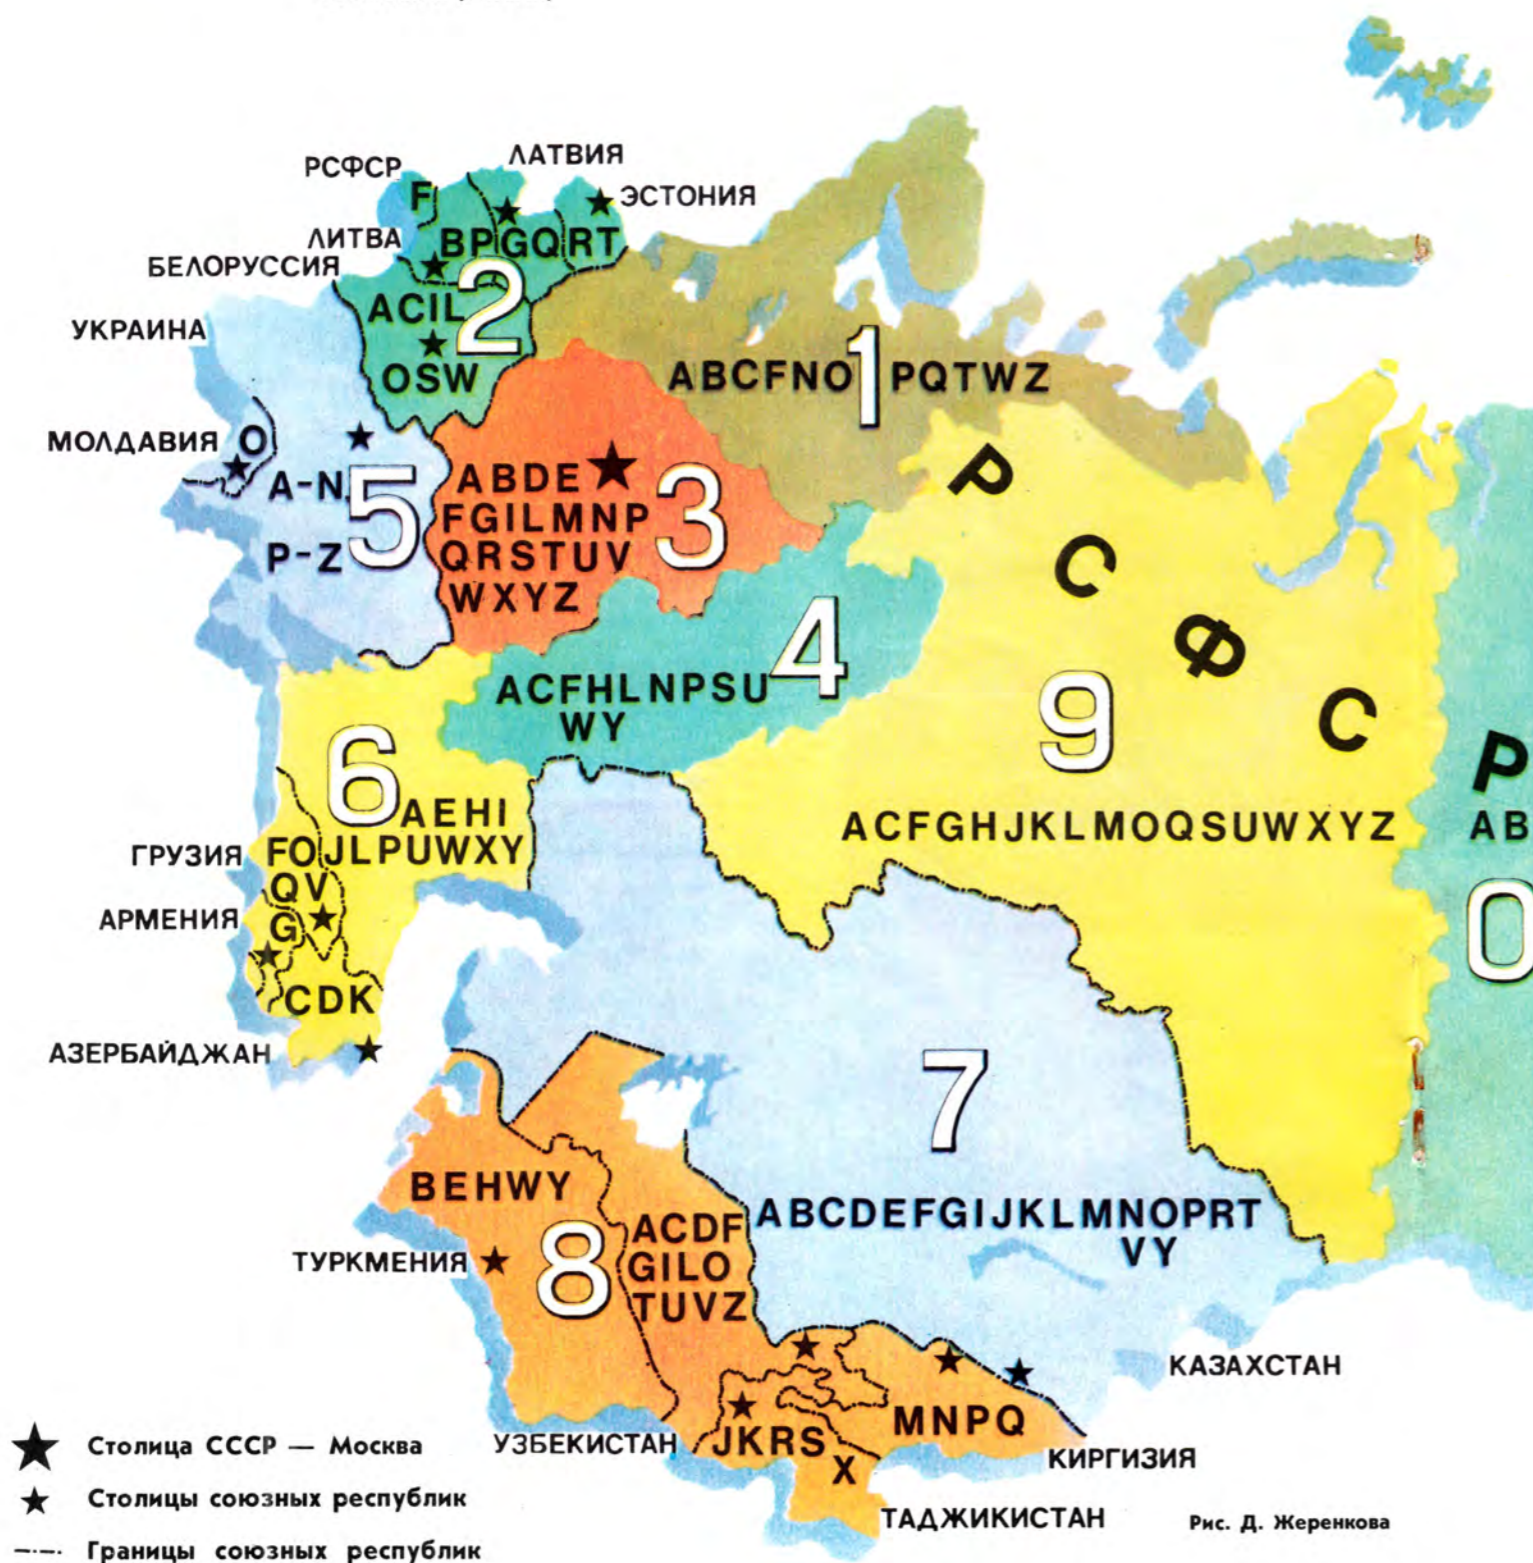 ЛАТВИЯ
РСФСР
F
ЭСТОНИЯ
ЛИТВА
BPGQRT
БЕЛОРУССИЯ
2
ACIL
УКРАИНА
OSW
1
ABCFNO PQTWZ
МОЛДАВИЯ
O
A-N
5
P-Z
ABDE
FGILMNP
QRSTUV
WXYZ
3
Р С Ф С Р
4
ACFHLNPSU
WY
9
6
AEHI
JLPUWXY
ACFGHJKLMOQSUWXYZ
AB
0
ГРУЗИЯ
FO
QV
АРМЕНИЯ
G
CDK
АЗЕРБАЙДЖАН
7
BEHWY
8
ACDF
GILO
TUVZ
ABCDEFGIJKLMNOPRT
VY
ТУРКМЕНИЯ
КАЗАХСТАН
MNPQ
УЗБЕКИСТАН
JKRS
X
КИРГИЗИЯ
ТАДЖИКИСТАН
Столица СССР — Москва
Столицы союзных республик
Границы союзных республик
Рис. Д. Жеренкова